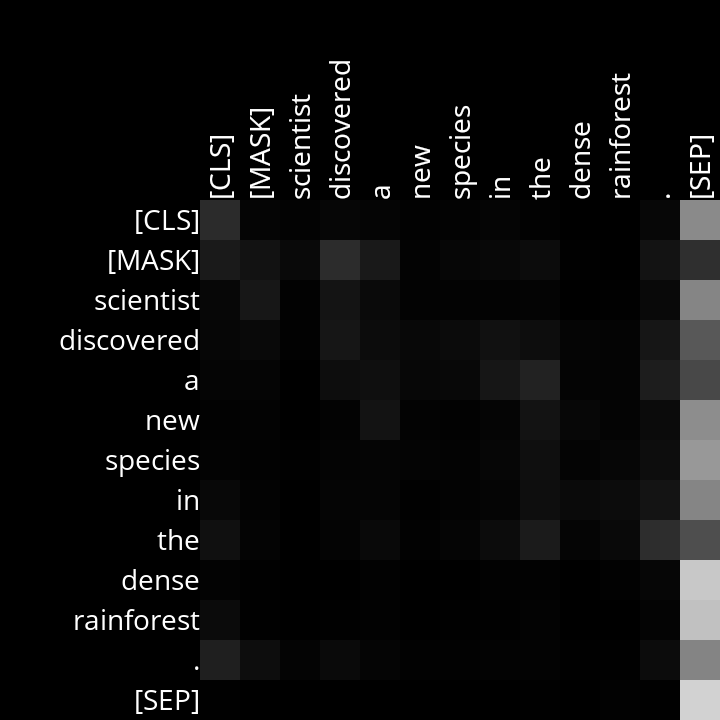 [CLS] [MASK] scientist discovered a new species in the dense rainforest . [SEP]
[CLS]
[MASK]
scientist
discovered
a
new
species
in
the
dense
rainforest
.
[SEP]